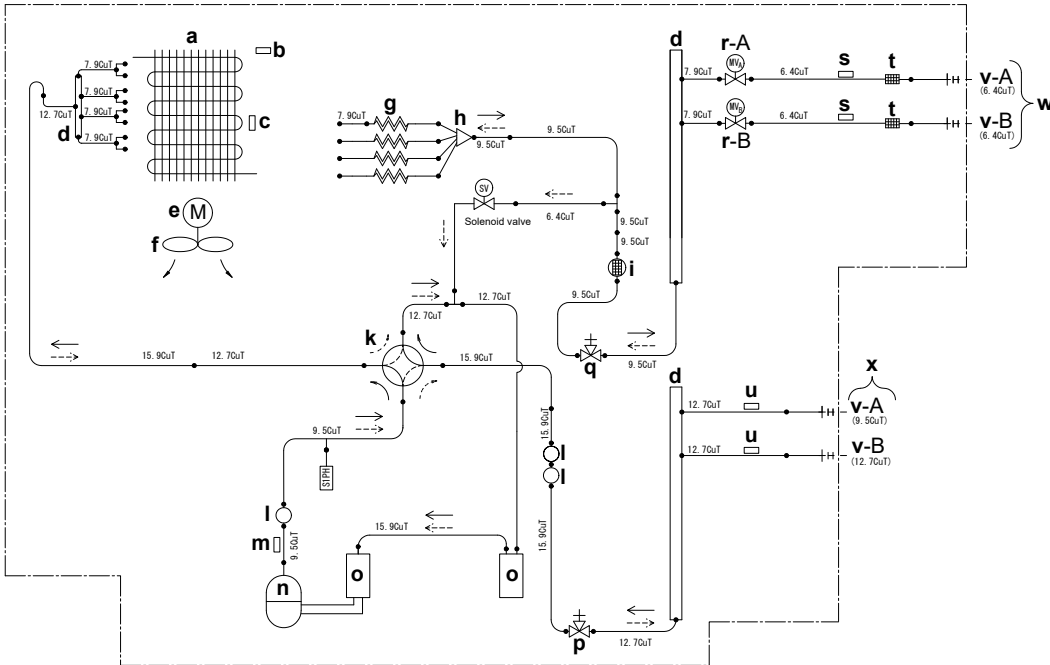 a
b
7.9CuT
7.9CuT
7.9CuT
7.9CuT
12.7CuT
d
c
e
M
f
7.9CuT
g
h
9.5CuT
9.5CuT
SV
Solenoid valve
6.4CuT
9.5CuT
9.5CuT
i
9.5CuT
q
9.5CuT
d
7.9CuT
r-A
MVA
6.4CuT
s
t
v-A
(6.4CuT)
w
7.9CuT
MVB
r-B
6.4CuT
s
t
v-B
(6.4CuT)
12.7CuT
12.7CuT
k
15.9CuT
12.7CuT
15.9CuT
15.9CuT
l
l
15.9CuT
9.5CuT
S1PH
l
m
9.5CuT
n
o
15.9CuT
o
p
12.7CuT
d
12.7CuT
u
x
v-A
(9.5CuT)
12.7CuT
u
v-B
(12.7CuT)